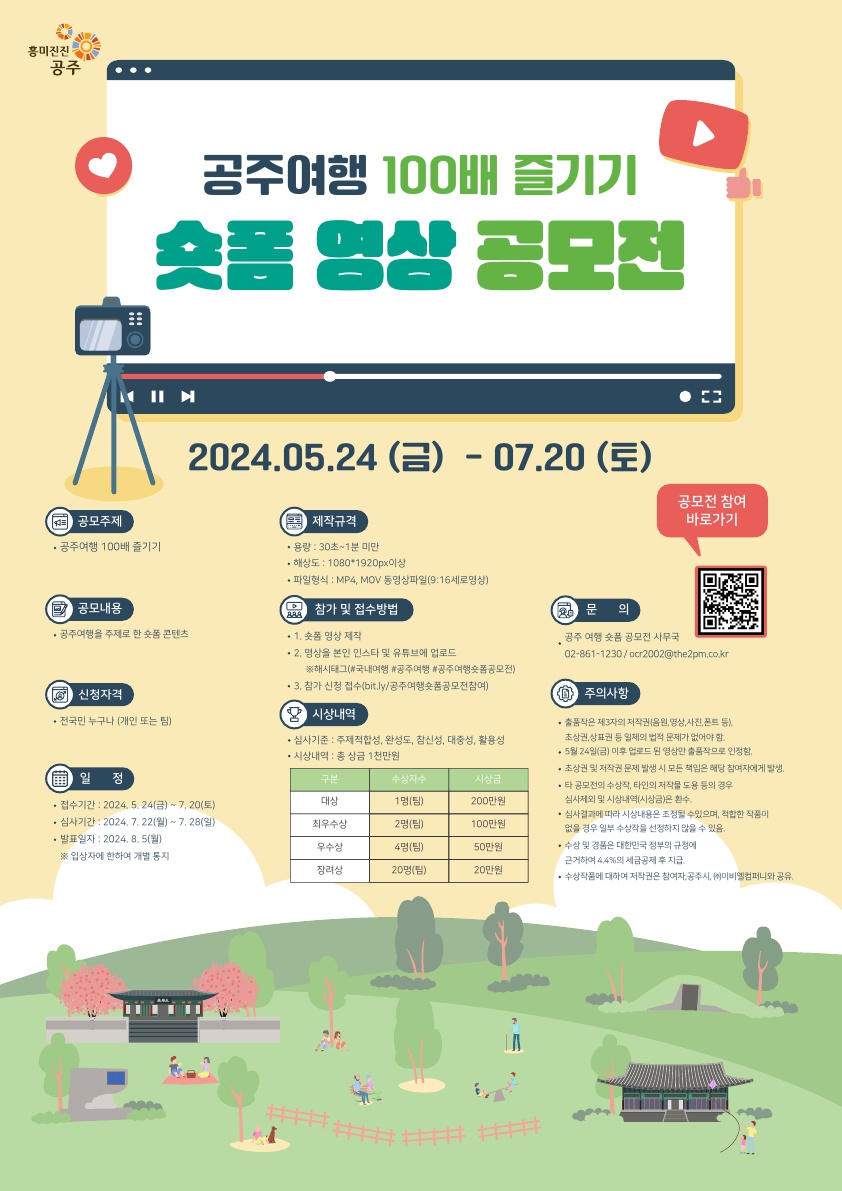 흥미진진
공주
공주여행 100배 즐기기
숏폼 영상 공모전
2024.05.24 (금) - 07.20 (토)
공모전 참여
바로가기
공모주제
• 공주여행 100배 즐기기
공모내용
• 공주여행을 주제로 한 숏폼 콘텐츠
신청자격
• 전국민 누구나 (개인 또는 팀)
일 정
• 접수기간 : 2024. 5. 24(금) ~ 7. 20(토)
• 심사기간 : 2024. 7. 22(월) ~ 7. 28(일)
• 발표일자 : 2024. 8. 5(월)
※ 입상자에 한하여 개별 통지
제작규격
• 용량 : 30초~1분 미만
• 해상도 : 1080*1920px이상
• 파일형식 : MP4, MOV 동영상파일(9:16세로영상)
참가 및 접수방법
• 1. 숏폼 영상 제작
• 2. 영상을 본인 인스타 및 유튜브에 업로드
※해시태그(#국내여행 #공주여행 #공주여행숏폼공모전)
• 3. 참가 신청 접수(bit.ly/공주여행숏폼공모전참여)
시상내역
• 심사기준 : 주제적합성, 완성도, 참신성, 대중성, 활용성
• 시상내역 : 총 상금 1천만원
구분 수상자수 시상금
대상 1명(팀) 200만원
최우수상 2명(팀) 100만원
우수상 4명(팀) 50만원
장려상 20명(팀) 20만원
문 의
• 공주 여행 숏폼 공모전 사무국
02-861-1230 / ocr2002@the2pm.co.kr
주의사항
• 출품작은 제3자의 저작권(음원,영상,사진,폰트 등),
초상권,상표권 등 일체의 법적 문제가 없어야 함.
• 5월 24일(금) 이후 업로드 된 영상만 출품작으로 인정함.
• 초상권 및 저작권 문제 발생 시 모든 책임은 해당 참여자에게 발생.
• 타 공모전의 수상작, 타인의 저작물 도용 등의 경우
심사제외 및 시상내역(시상금)은 환수.
• 심사결과에 따라 시상내용은 조정될 수있으며, 적합한 작품이
없을 경우 일부 수상작을 선정하지 않을 수 있음.
• 수상 및 경품은 대한민국 정부의 규정에
근거하여 4.4%의 세금공제 후 지급.
• 수상작품에 대하여 저작권은 참여자,공주시, ㈜이비엘컴퍼니와 공유.